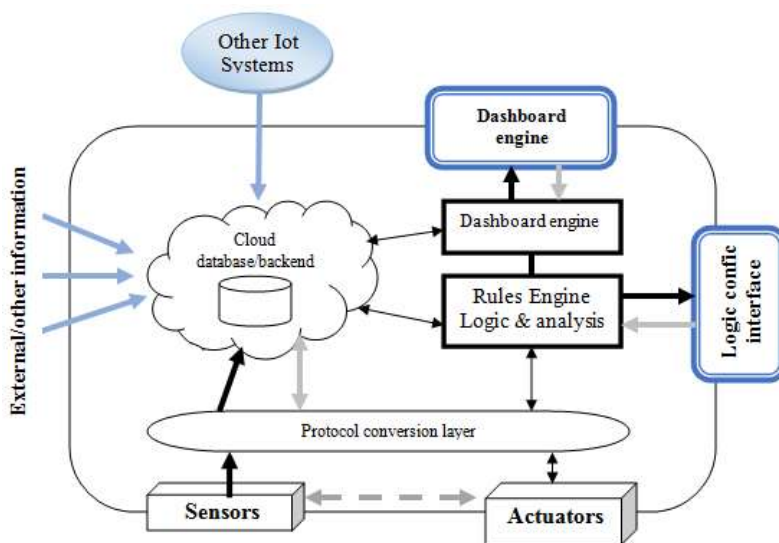 Other Iot
Systems
Dashboard
engine
Dashboard engine
Cloud
database/backend
Rules Engine
Logic & analysis
External/other information
Logic confic
interface
Protocol conversion layer
Sensors
Actuators